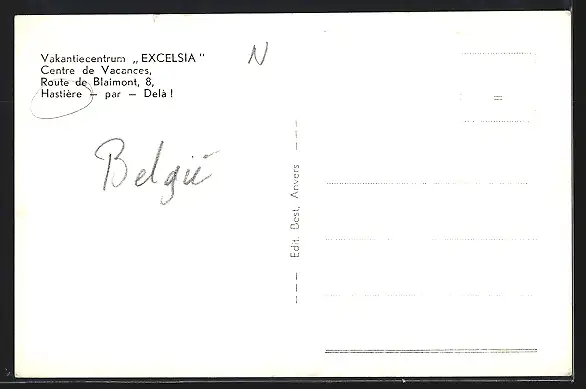 Vakantiecentrum „EXCELSIA"
Centre de Vacances,
Route de Blaimont, 8,
Hastière — par — Delà !
N
België
--- Edit. Best, Anvers ---